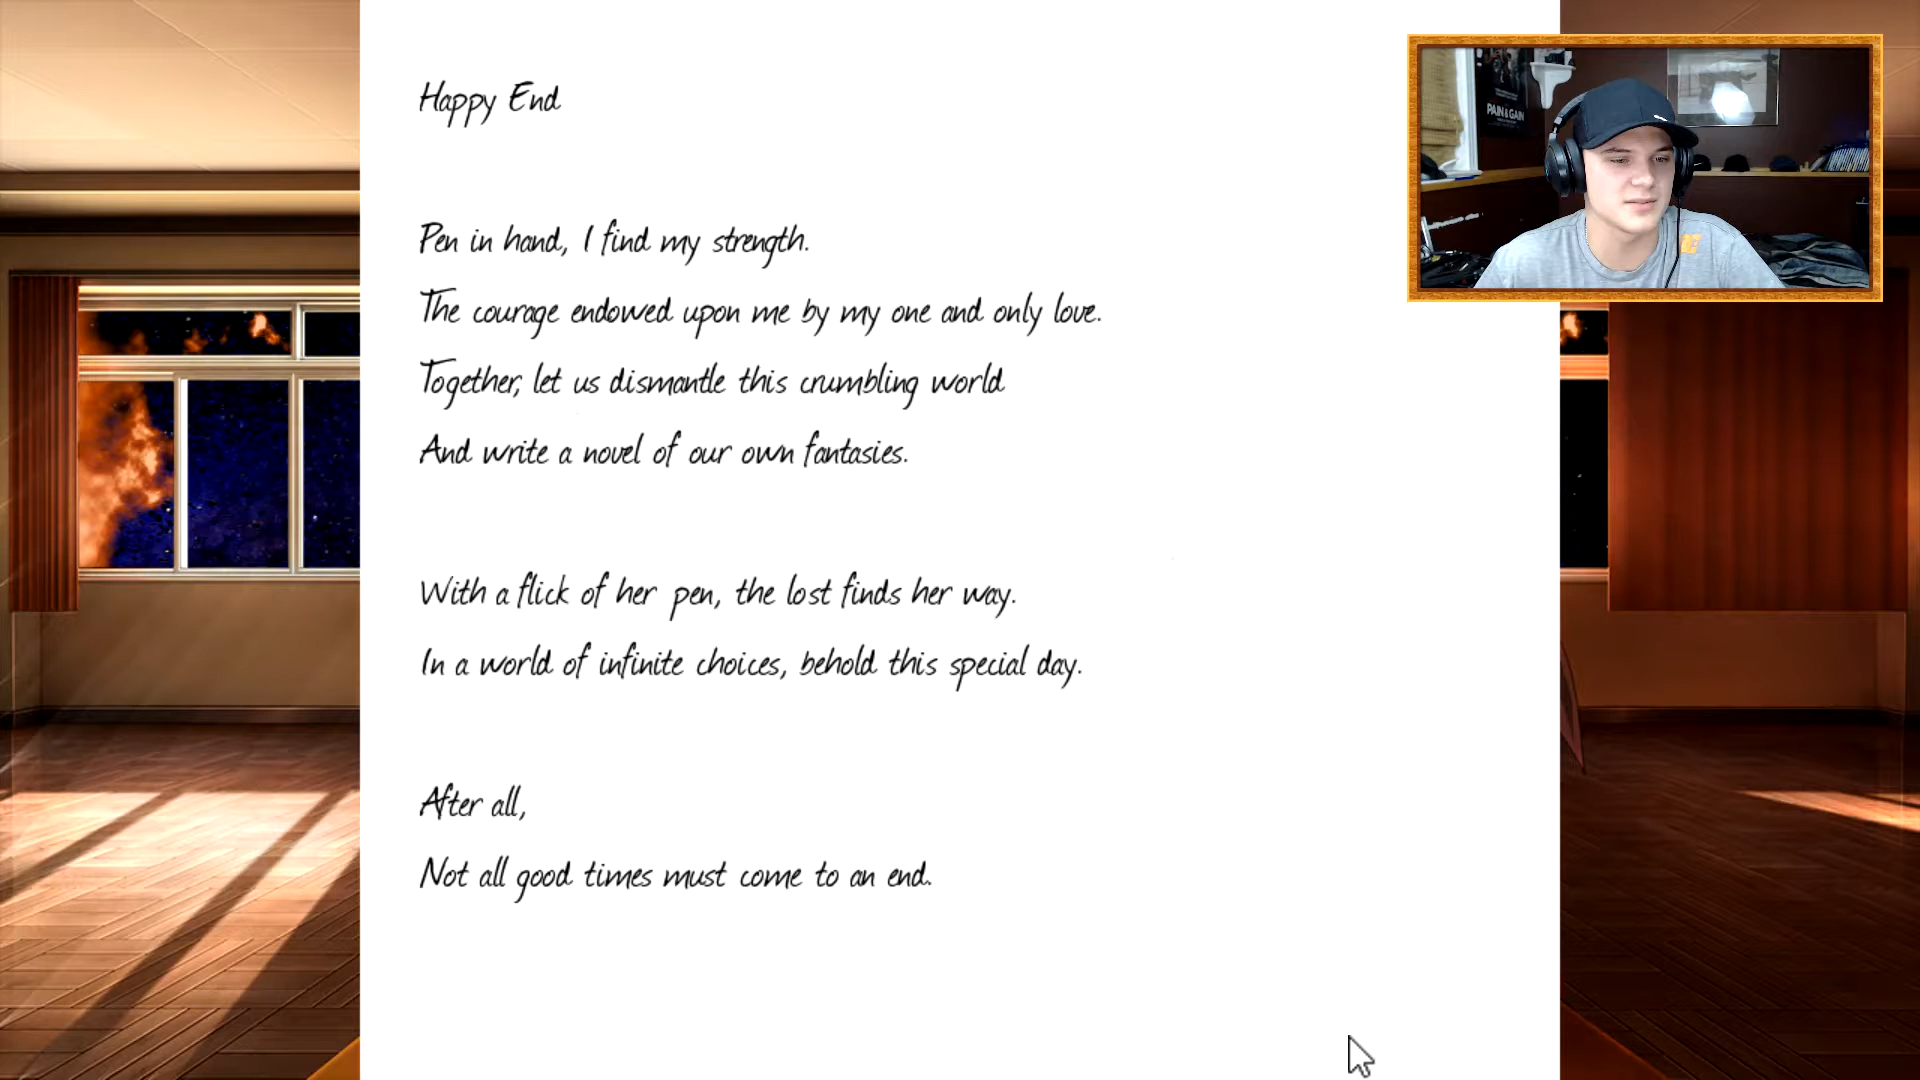 Happy End
Pen in hand, I find my strength.
The courage endowed upon me by my one and only love.
Together, let us dismantle this crumbling world
And write a novel of our own fantasies.
With a flick of her pen, the lost finds her way.
In a world of infinite choices, behold this special day.
After all,
Not all good times must come to an end.
PAIN & GAIN